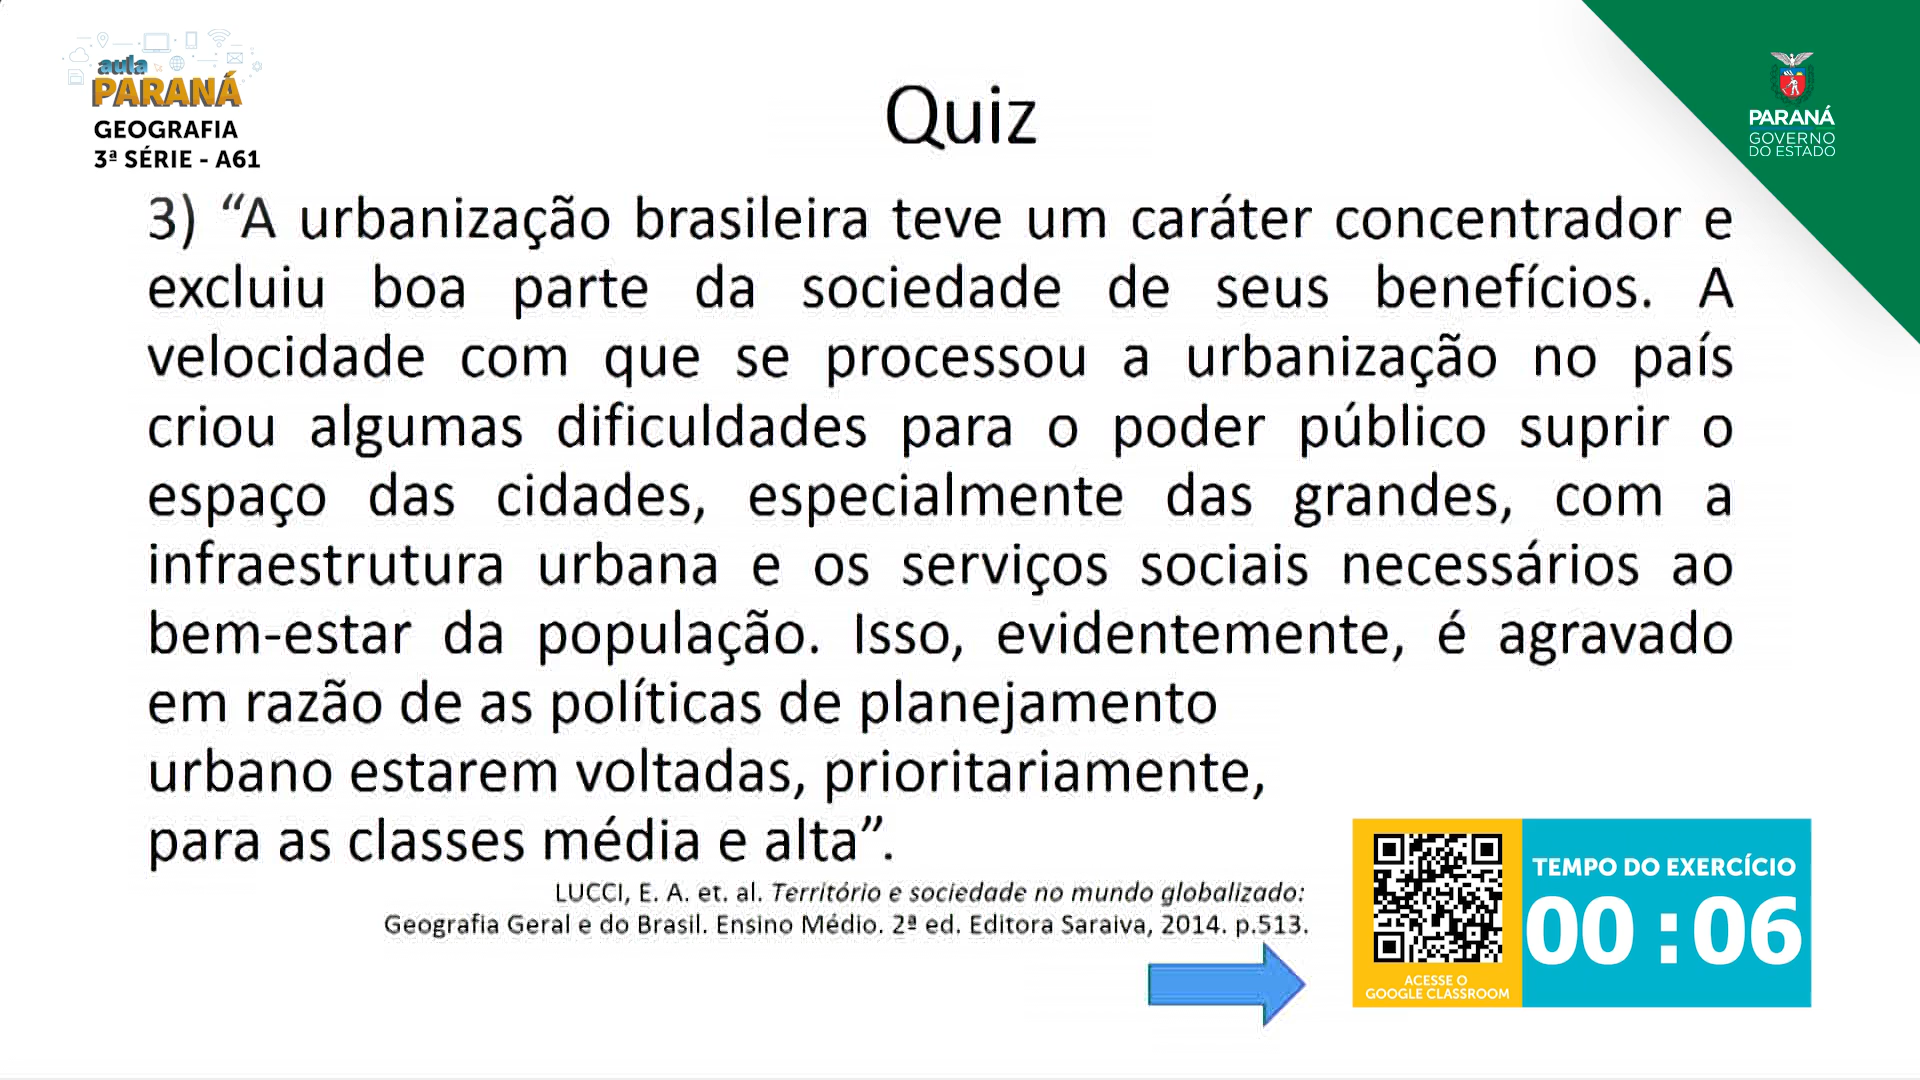 aula
PARANÁ
GEOGRAFIA
3ª SÉRIE - A61
PARANÁ
GOVERNO
DO ESTADO
Quiz
3) “A urbanização brasileira teve um caráter concentrador e
excluiu boa parte da sociedade de seus benefícios. A
velocidade com que se processou a urbanização no país
criou algumas dificuldades para o poder público suprir o
espaço das cidades, especialmente das grandes, com a
infraestrutura urbana e os serviços sociais necessários ao
bem-estar da população. Isso, evidentemente, é agravado
em razão de as políticas de planejamento
urbano estarem voltadas, prioritariamente,
para as classes média e alta”.
LUCCI, E. A. et. al. Território e sociedade no mundo globalizado:
Geografia Geral e do Brasil. Ensino Médio. 2ª ed. Editora Saraiva, 2014. p.513.
ACESSE O
GOOGLE CLASSROOM
TEMPO DO EXERCÍCIO
00 : 06